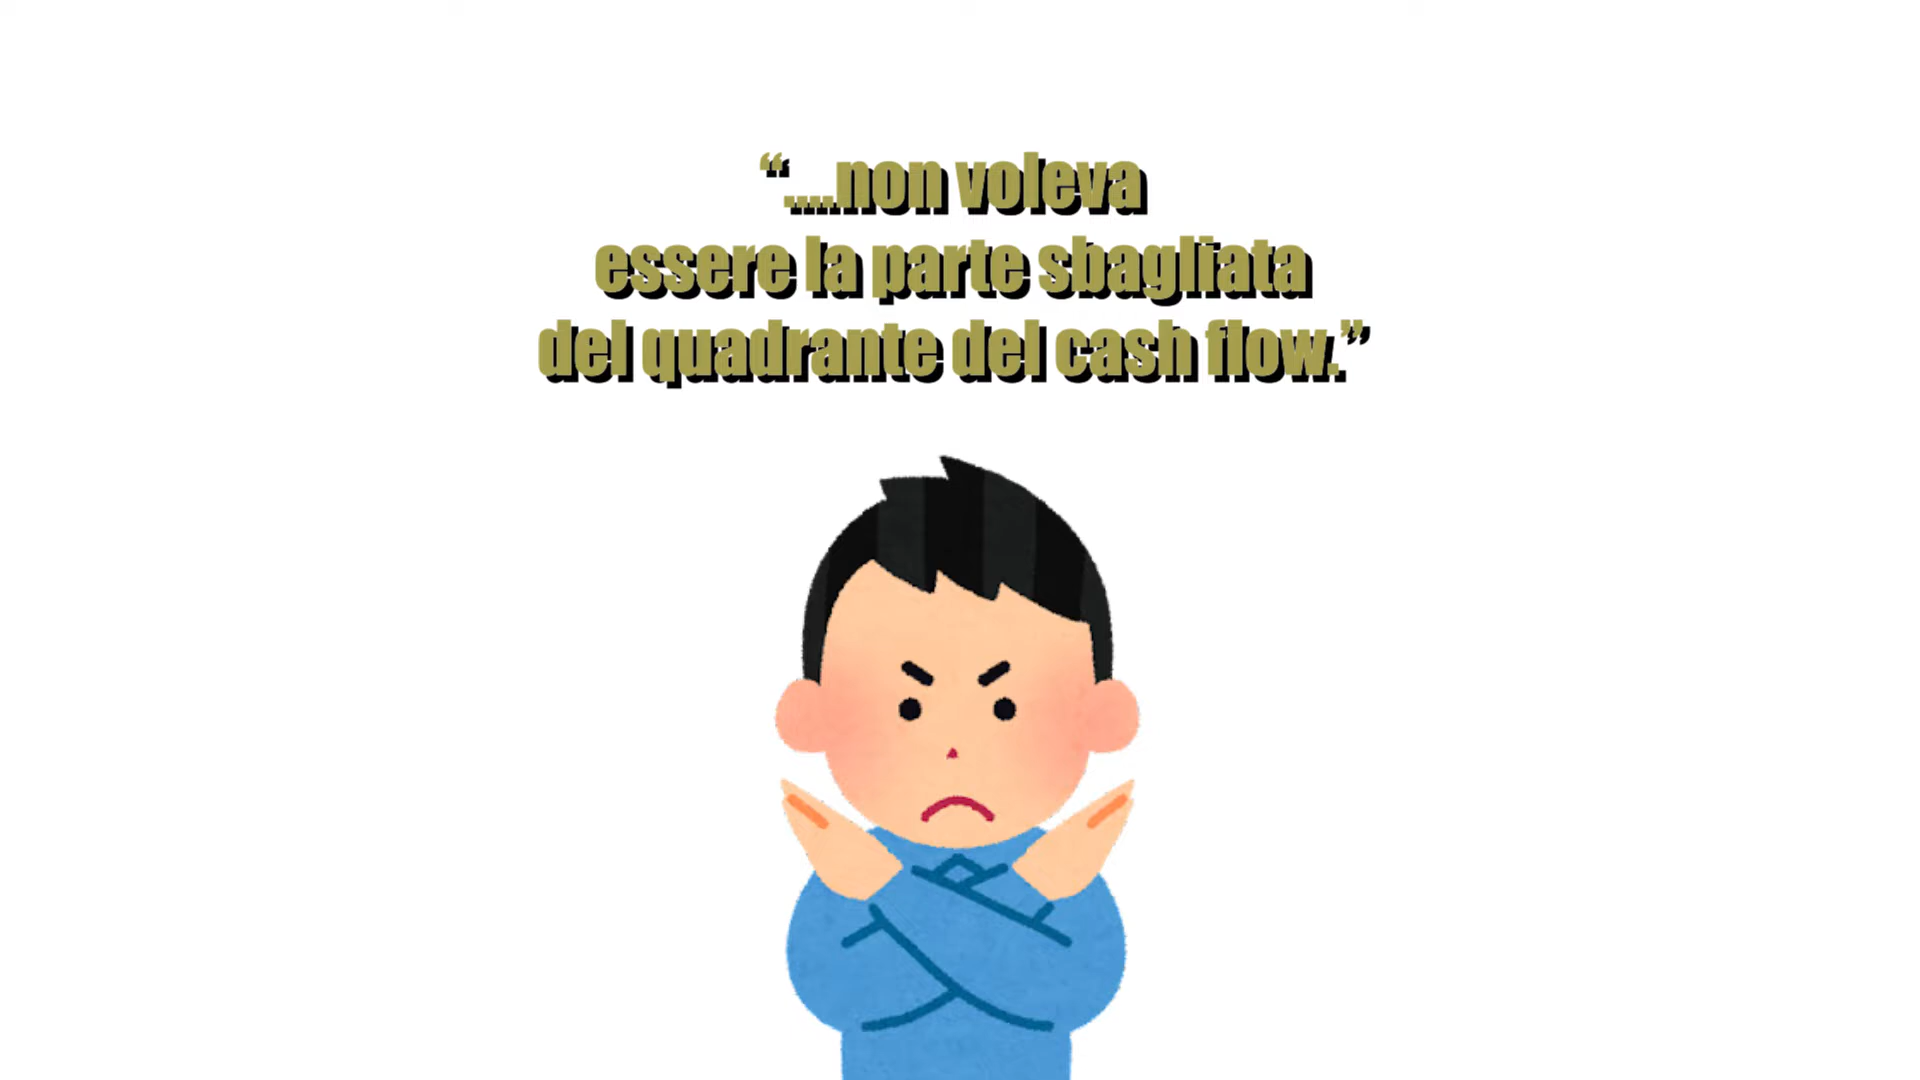 “....non voleva
essere la parte sbagliata
del quadrante del cash flow.”